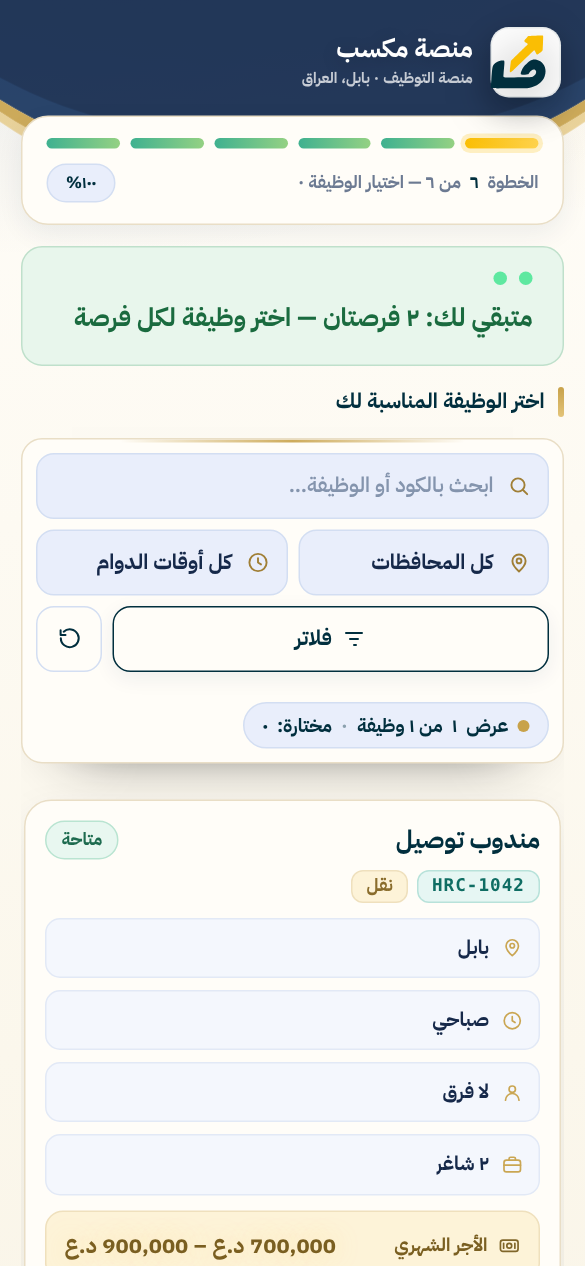 منصة مكسب
منصة التوظيف · بابل، العراق
الخطوة ٦ من ٦ — اختيار الوظيفة ·
١٠٠%
متبقي لك: ٢ فرصتان — اختر وظيفة لكل فرصة
اختر الوظيفة المناسبة لك
ابحث بالكود أو الوظيفة...
كل المحافظات
كل أوقات الدوام
فلاتر
عرض ١ من ١ وظيفة · مختارة: ٠
مندوب توصيل
متاحة
HRC-1042
نقل
بابل
صباحي
لا فرق
٢ شاغر
الأجر الشهري
700,000 د.ع – 900,000 د.ع